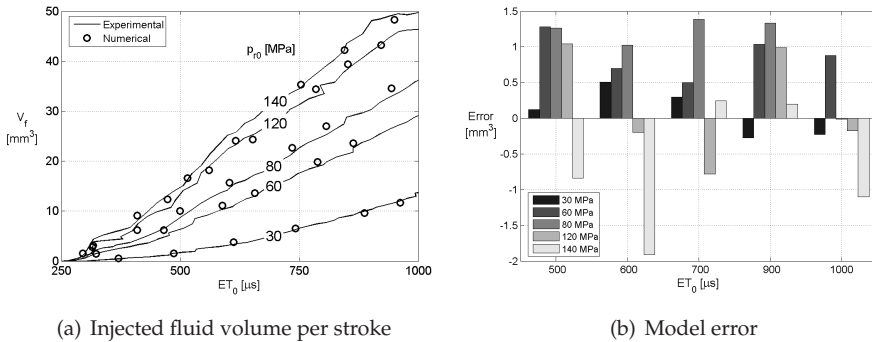 50
40
30
20
10
0
V_f
[mm³]
Experimental
Numerical
p_r0 [MPa]
140
120
80
60
30
250
500
750
1000
ET₀ [µs]
(a) Injected fluid volume per stroke
1.5
1
0.5
0
-0.5
-1
-1.5
-2
Error
[mm³]
30 MPa
60 MPa
80 MPa
120 MPa
140 MPa
500
600
700
900
1000
ET₀ [µs]
(b) Model error